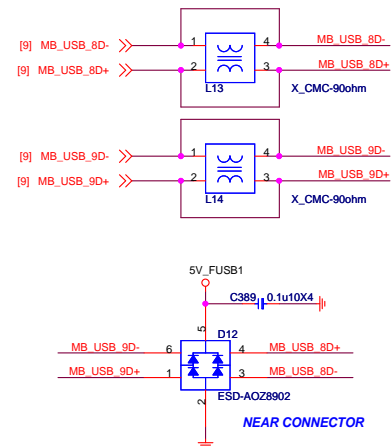 [9] MB_USB_8D- 1 4 MB_USB_8D-
[9] MB_USB_8D+ 2 3 MB_USB_8D+
L13 X_CMC-90ohm
[9] MB_USB_9D- 1 4 MB_USB_9D-
[9] MB_USB_9D+ 2 3 MB_USB_9D+
L14 X_CMC-90ohm
5V_FUSB1
C389 0.1u10X4
5 D12
MB_USB_9D- 6 4 MB_USB_8D+
MB_USB_9D+ 1 3 MB_USB_8D-
2 ESD-AOZ8902
NEAR CONNECTOR